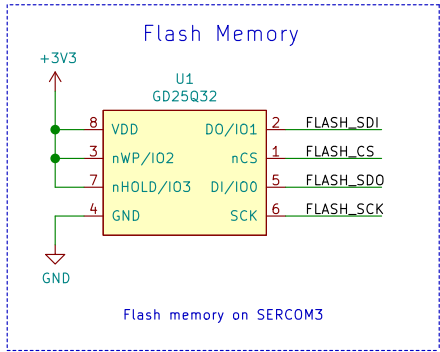 Flash Memory
+3V3
U1
GD25Q32
8 VDD DO/IO1 2 FLASH_SDI
3 nWP/IO2 nCS 1 FLASH_CS
7 nHOLD/IO3 DI/IO0 5 FLASH_SDO
4 GND SCK 6 FLASH_SCK
GND
Flash memory on SERCOM3